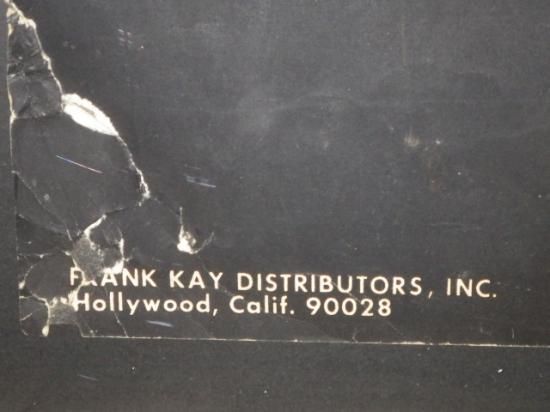 FRANK KAY DISTRIBUTORS, INC.
Hollywood, Calif. 90028